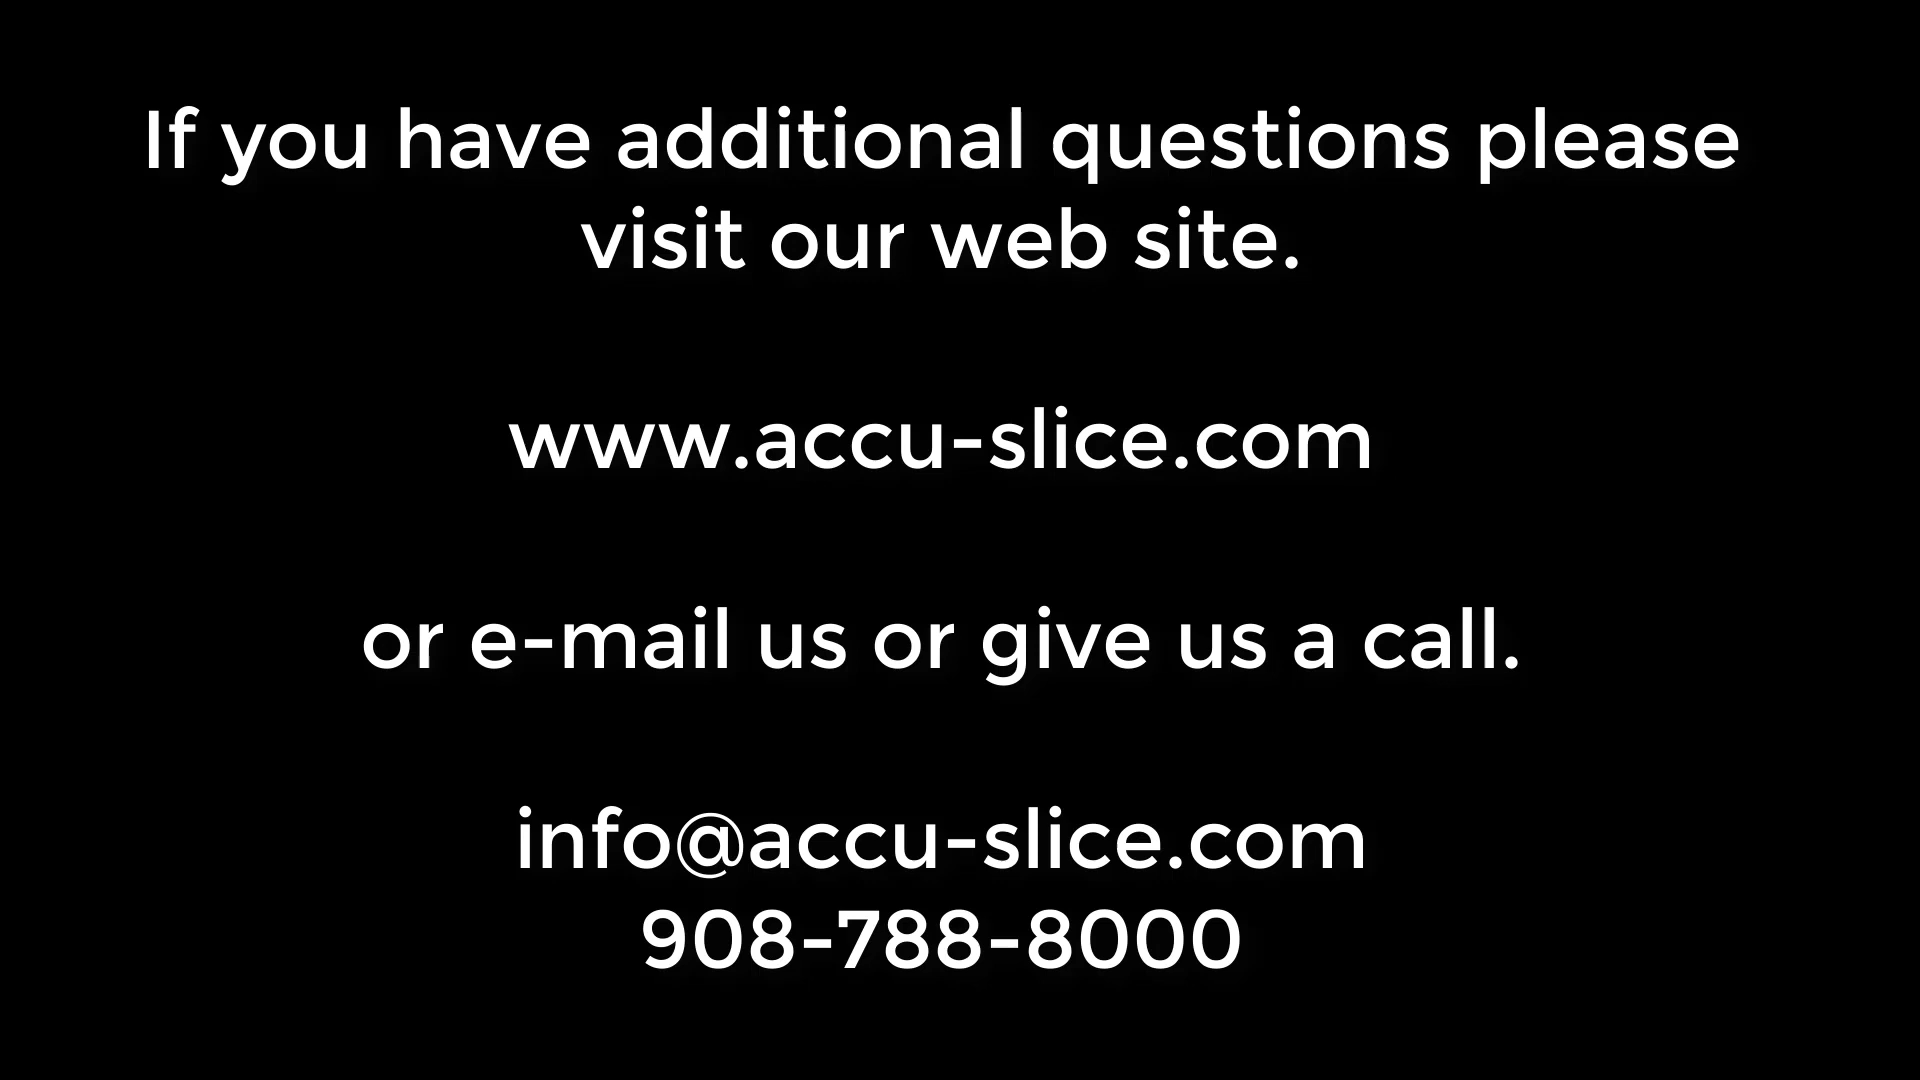 If you have additional questions please
visit our web site.
www.accu-slice.com
or e-mail us or give us a call.
info@accu-slice.com
908-788-8000